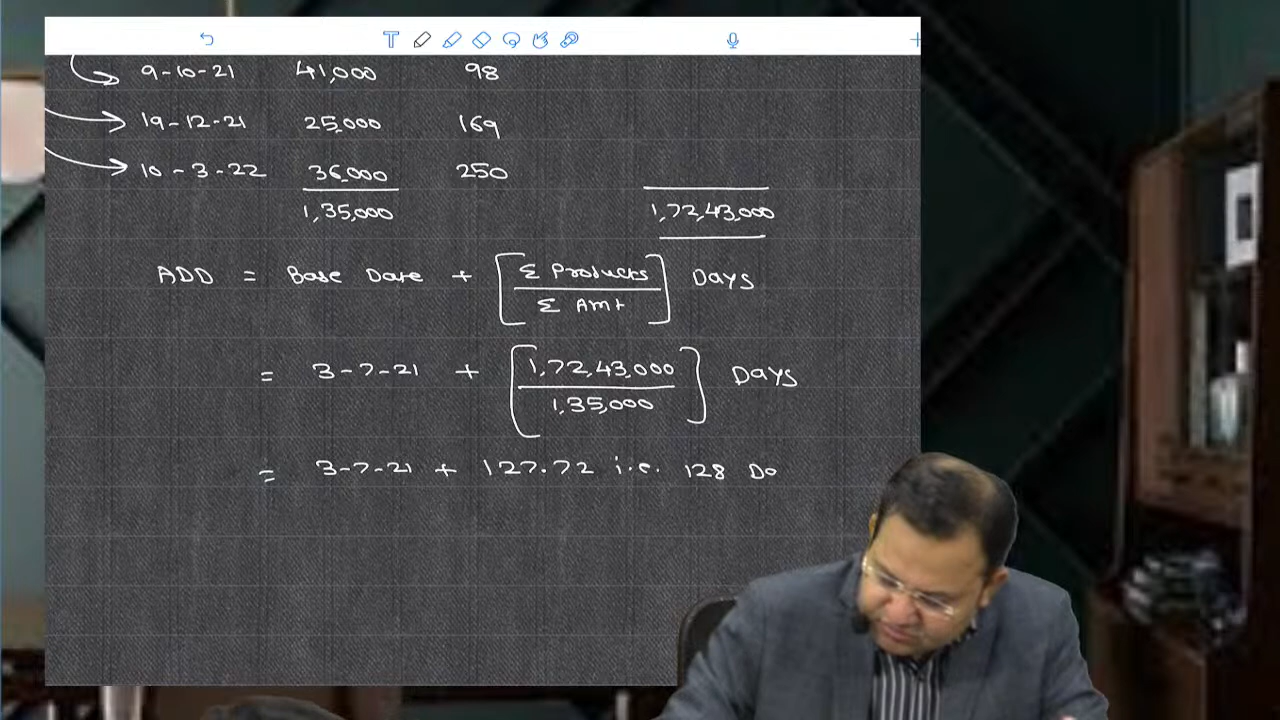 9-10-21 41,000 98
19-12-21 25,000 169
10-3-22 36,000 250
1,35,000 1,72,43,000
ADD = Base Date + [Σ Products / Σ Amt] Days
= 3-7-21 + [1,72,43,000 / 1,35,000] Days
= 3-7-21 + 127.72 i.e. 128 Da